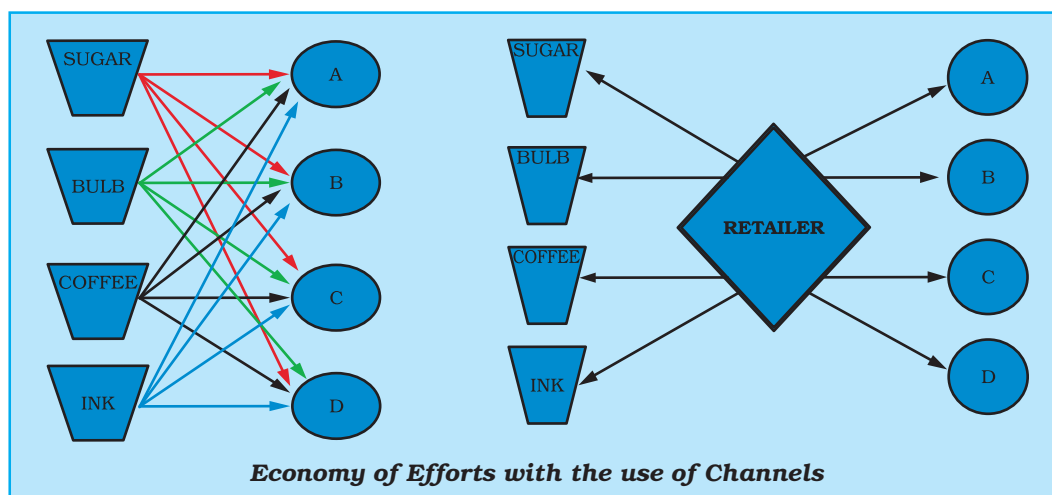 SUGAR
A
BULB
B
COFFEE
C
INK
D
SUGAR
A
BULB
B
RETAILER
COFFEE
C
INK
D
Economy of Efforts with the use of Channels